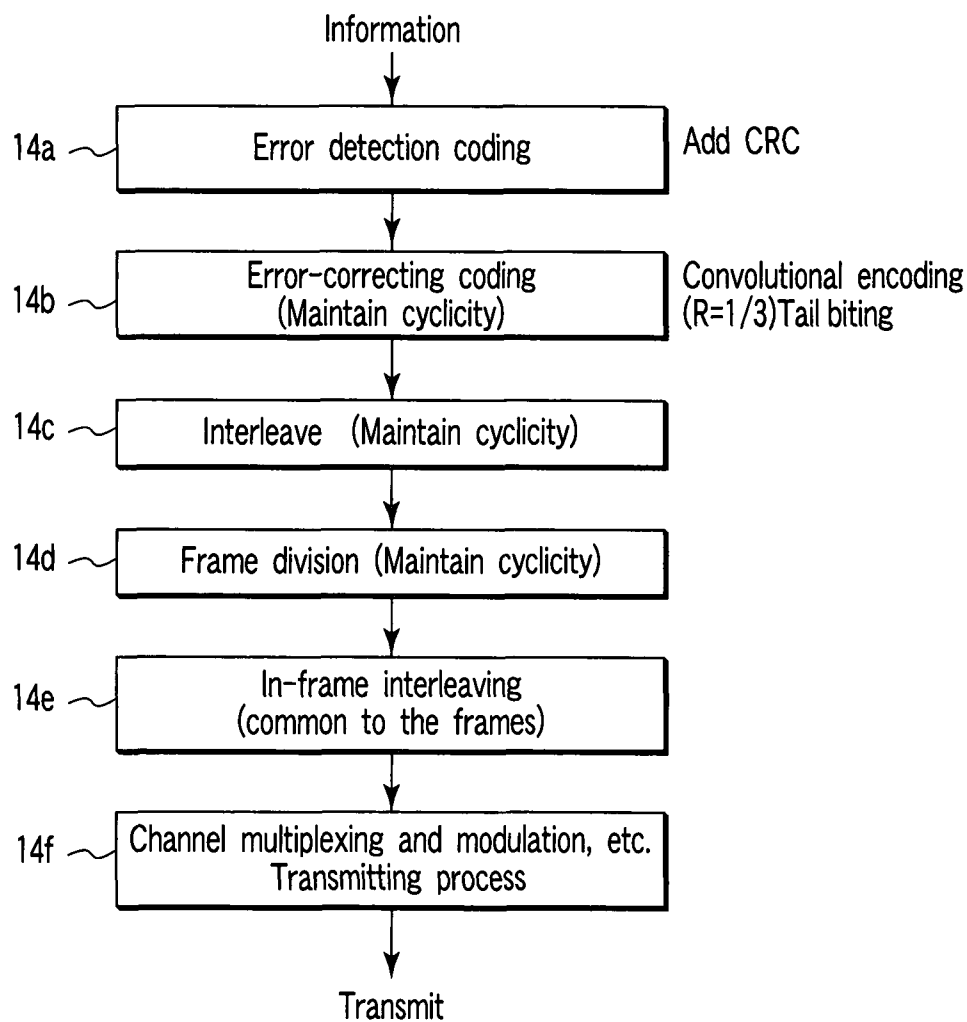 Information
14a
Error detection coding
Add CRC
14b
Error-correcting coding
(Maintain cyclicity)
Convolutional encoding
(R=1/3)Tail biting
14c
Interleave (Maintain cyclicity)
14d
Frame division (Maintain cyclicity)
14e
In-frame interleaving
(common to the frames)
14f
Channel multiplexing and modulation, etc.
Transmitting process
Transmit